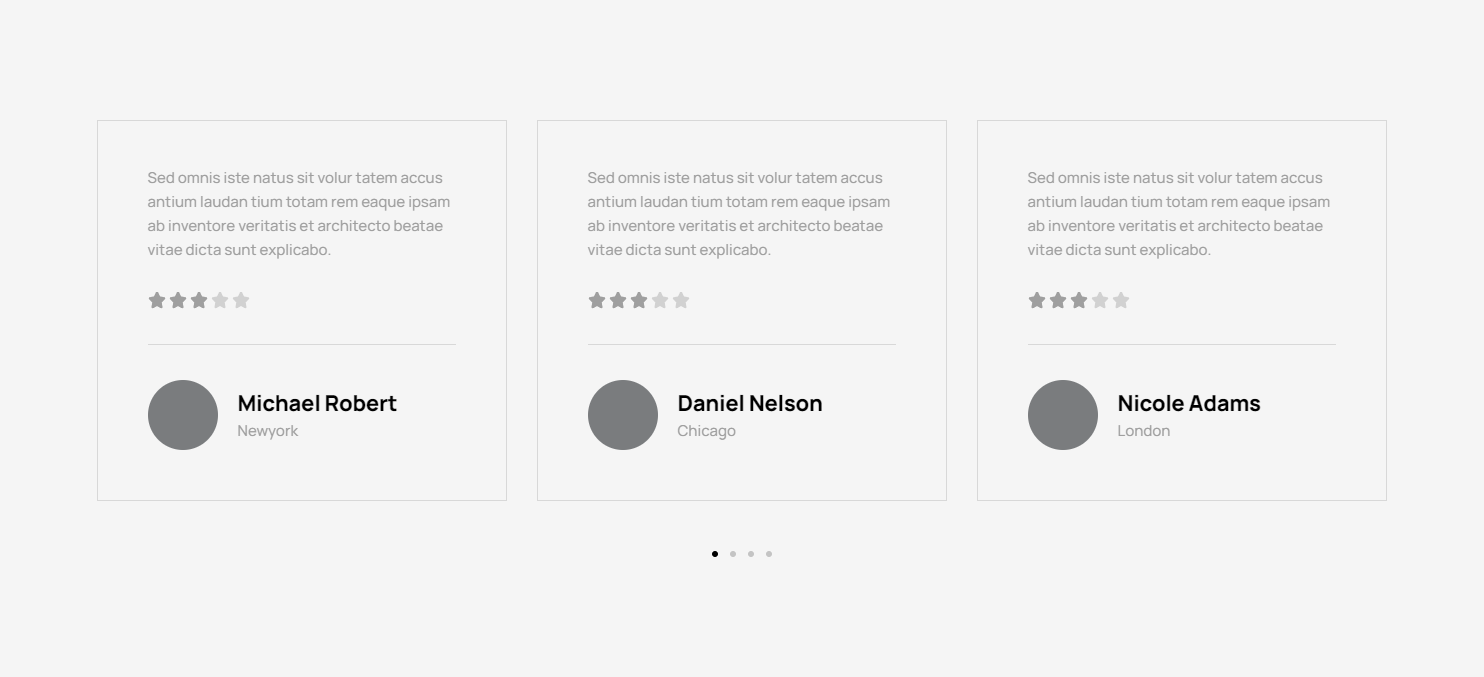 Sed omnis iste natus sit volur tatem accus
antium laudan tium totam rem eaque ipsam
ab inventore veritatis et architecto beatae
vitae dicta sunt explicabo.
Michael Robert
Newyork
Sed omnis iste natus sit volur tatem accus
antium laudan tium totam rem eaque ipsam
ab inventore veritatis et architecto beatae
vitae dicta sunt explicabo.
Daniel Nelson
Chicago
Sed omnis iste natus sit volur tatem accus
antium laudan tium totam rem eaque ipsam
ab inventore veritatis et architecto beatae
vitae dicta sunt explicabo.
Nicole Adams
London